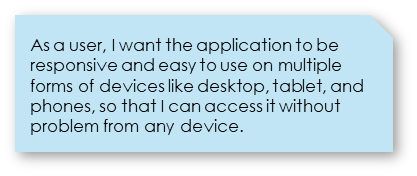 As a user, I want the application to be
responsive and easy to use on multiple
forms of devices like desktop, tablet, and
phones, so that I can access it without
problem from any device.